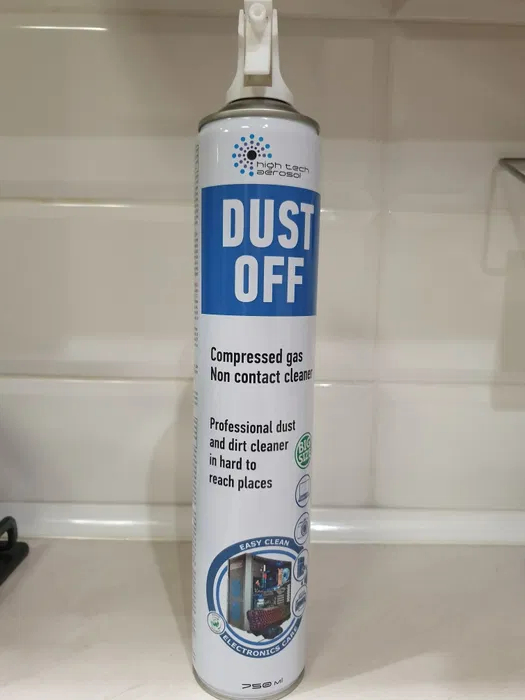 high tech
aerosol
DUST
OFF
Compressed gas
Non contact cleaner
Professional dust
and dirt cleaner
in hard to
reach places
BIG
EASY CLEAN
ELECTRONICS CARE
750 Ml